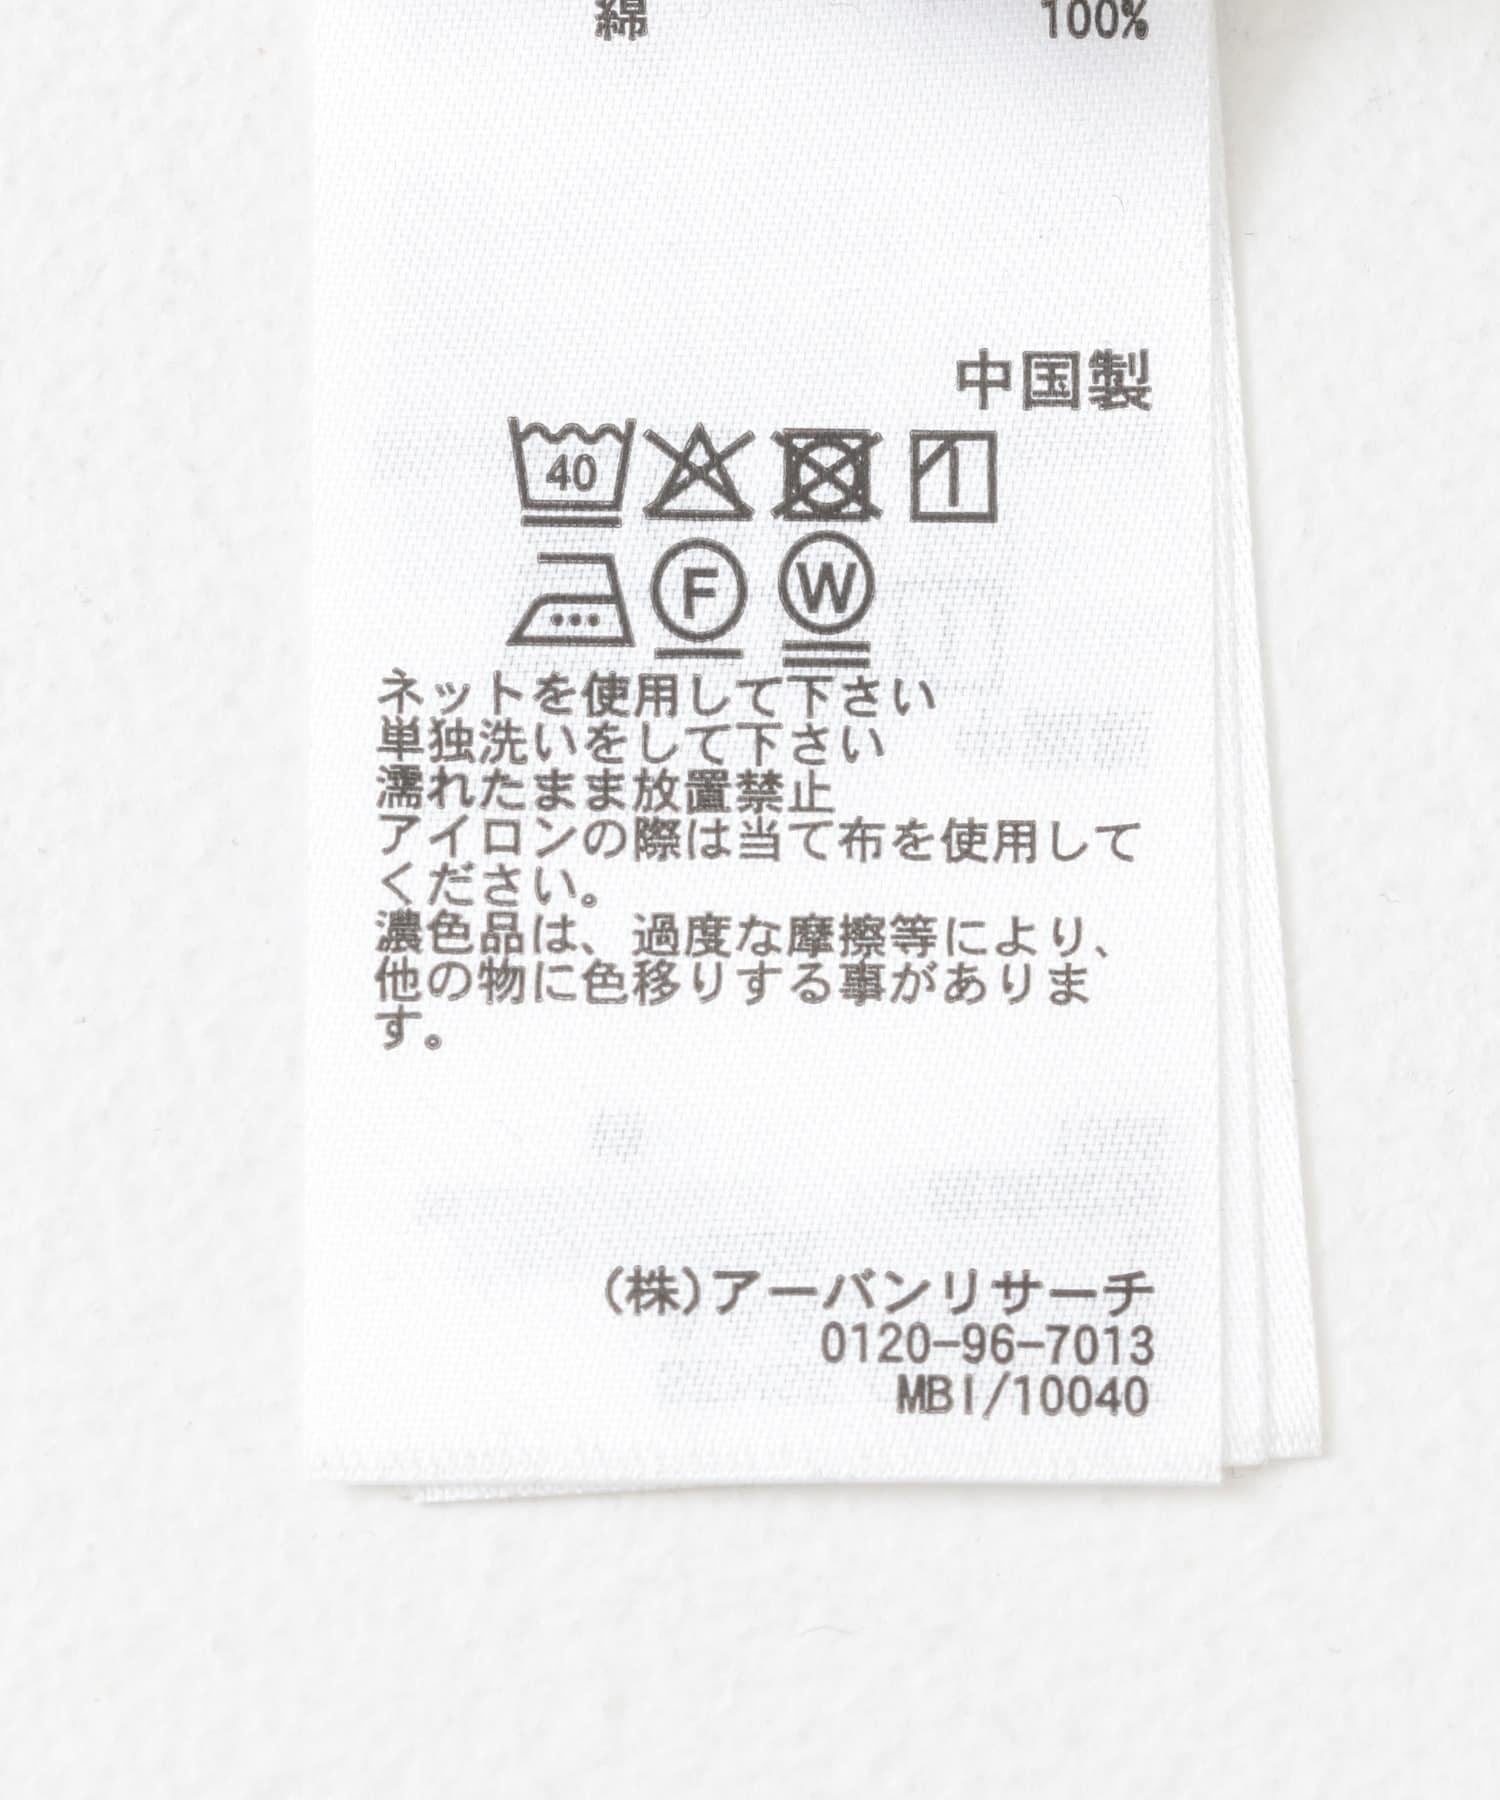 綿 100%
中国製
40
F W
ネットを使用して下さい
単独洗いをして下さい
濡れたまま放置禁止
アイロンの際は当て布を使用して
ください。
濃色品は、過度な摩擦等により、
他の物に色移りする事がありま
す。
(株)アーバンリサーチ
0120-96-7013
MBI/10040